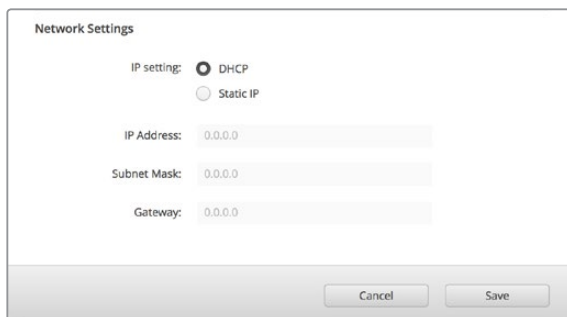 Network Settings
IP setting: DHCP
Static IP
IP Address: 0.0.0.0
Subnet Mask: 0.0.0.0
Gateway: 0.0.0.0
Cancel Save